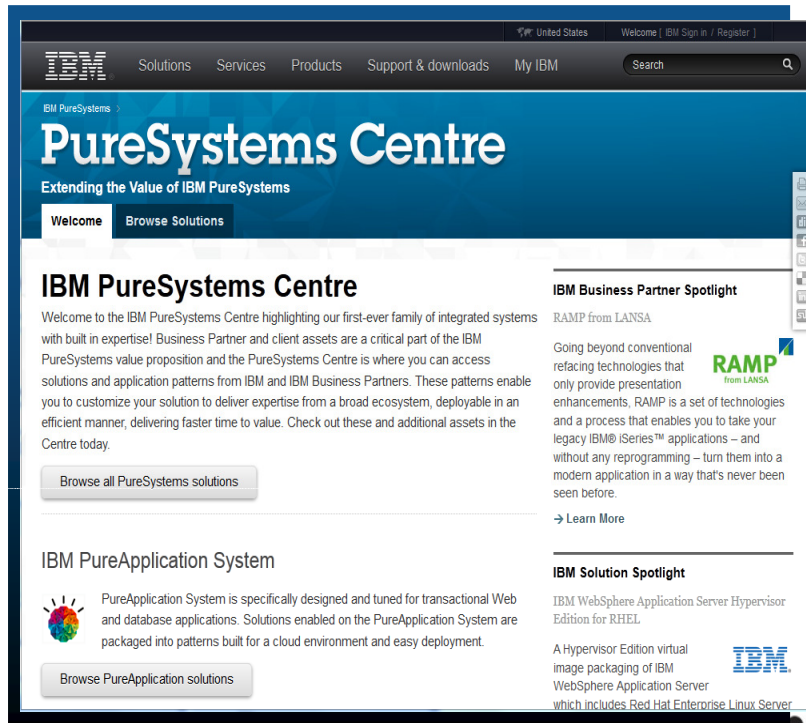 United States
Welcome [ IBM Sign in / Register ]
IBM
Solutions
Services
Products
Support & downloads
My IBM
Search
IBM PureSystems >
PureSystems Centre
Extending the Value of IBM PureSystems
Welcome
Browse Solutions
IBM PureSystems Centre
Welcome to the IBM PureSystems Centre highlighting our first-ever family of integrated systems
with built in expertise! Business Partner and client assets are a critical part of the IBM
PureSystems value proposition and the PureSystems Centre is where you can access
solutions and application patterns from IBM and IBM Business Partners. These patterns enable
you to customize your solution to deliver expertise from a broad ecosystem, deployable in an
efficient manner, delivering faster time to value. Check out these and additional assets in the
Centre today.
Browse all PureSystems solutions
IBM PureApplication System
PureApplication System is specifically designed and tuned for transactional Web
and database applications. Solutions enabled on the PureApplication System are
packaged into patterns built for a cloud environment and easy deployment.
Browse PureApplication solutions
IBM Business Partner Spotlight
RAMP from LANSA
Going beyond conventional
refacing technologies that
only provide presentation
enhancements, RAMP is a set of technologies
and a process that enables you to take your
legacy IBM® iSeries™ applications – and
without any reprogramming – turn them into a
modern application in a way that's never been
seen before.
RAMP
from LANSA
→ Learn More
IBM Solution Spotlight
IBM WebSphere Application Server Hypervisor
Edition for RHEL
A Hypervisor Edition virtual
image packaging of IBM
WebSphere Application Server
which includes Red Hat Enterprise Linux Server
IBM